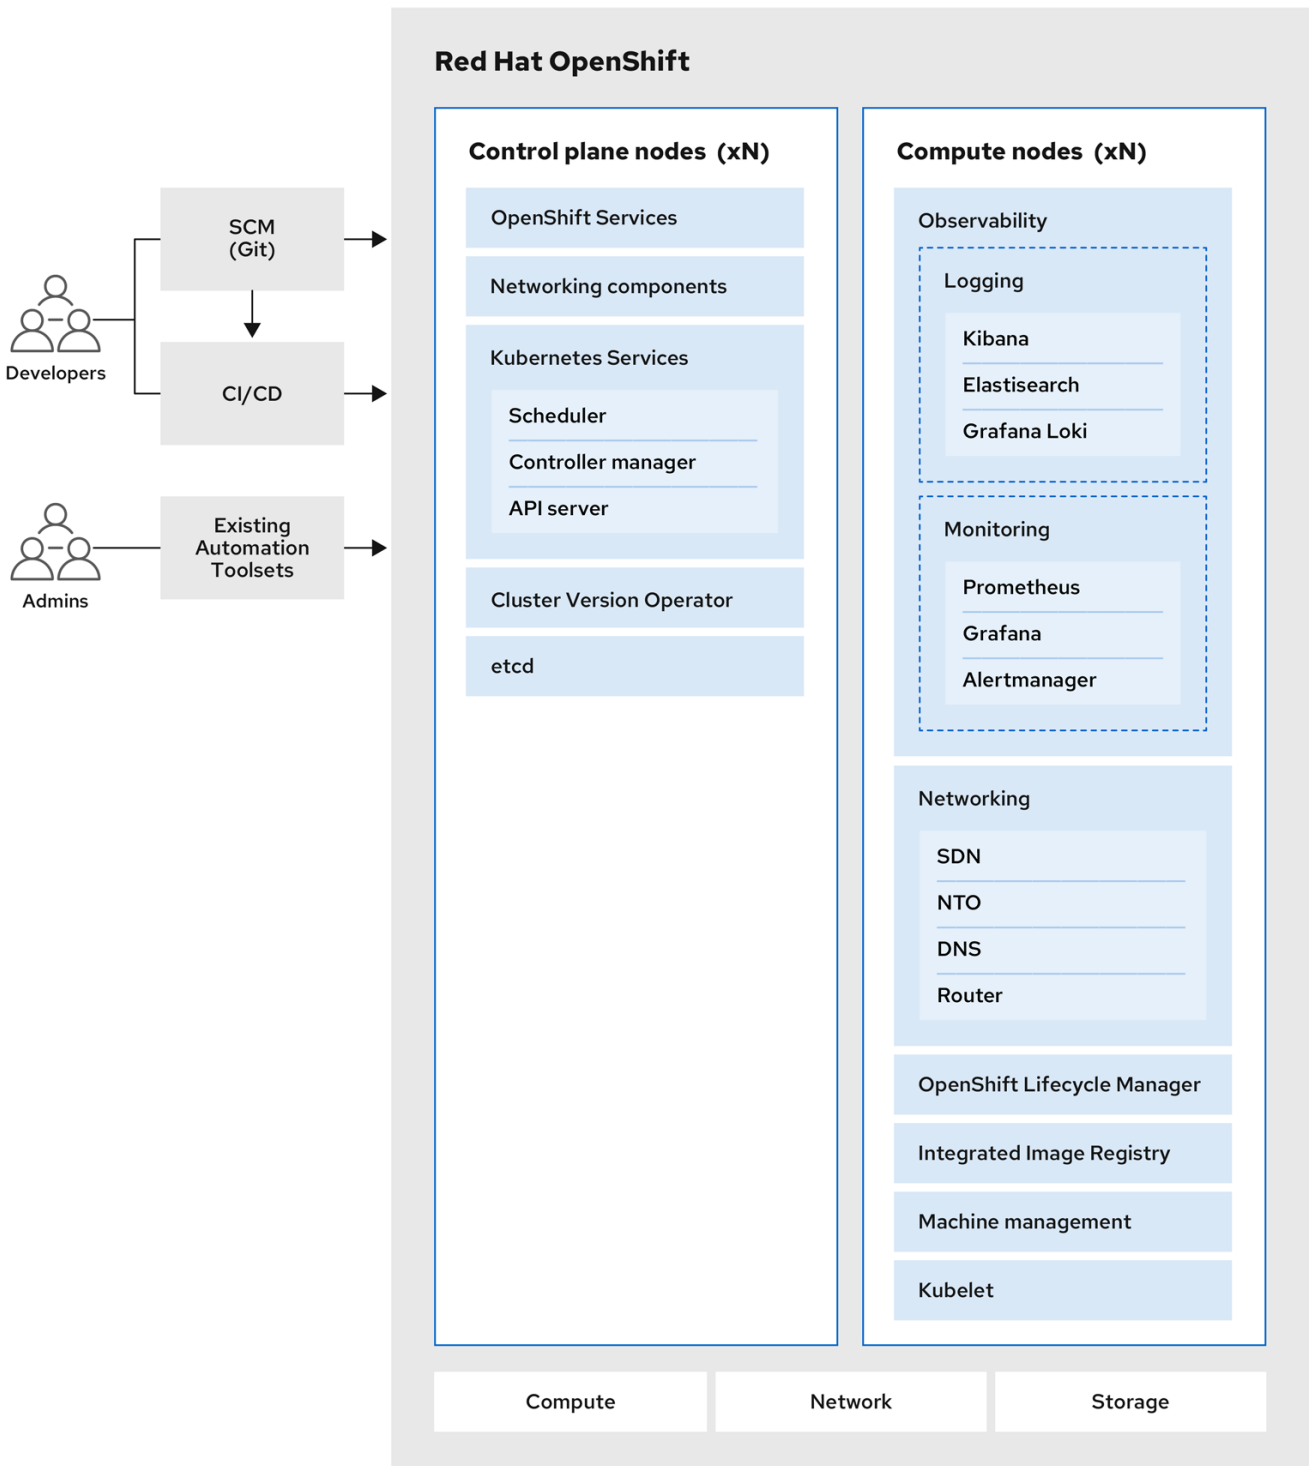 Red Hat OpenShift
SCM
(Git)
CI/CD
Developers
Existing
Automation
Toolsets
Admins
Control plane nodes (xN)
OpenShift Services
Networking components
Kubernetes Services
Scheduler
Controller manager
API server
Cluster Version Operator
etcd
Compute nodes (xN)
Observability
Logging
Kibana
Elastisearch
Grafana Loki
Monitoring
Prometheus
Grafana
Alertmanager
Networking
SDN
NTO
DNS
Router
OpenShift Lifecycle Manager
Integrated Image Registry
Machine management
Kubelet
Compute
Network
Storage